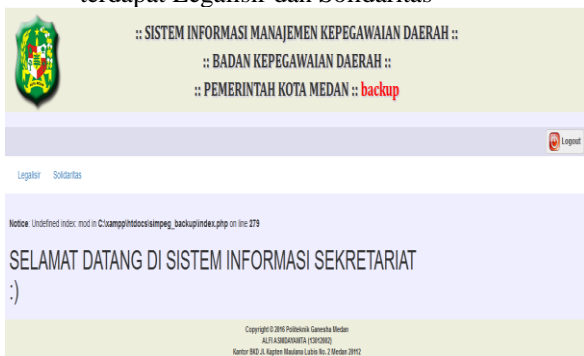 terdapat Legalisir dan Solidaritas
:: SISTEM INFORMASI MANAJEMEN KEPEGAWAIAN DAERAH ::
:: BADAN KEPEGAWAIAN DAERAH ::
:: PEMERINTAH KOTA MEDAN :: backup
Logout
Legalisir Solidaritas
Notice: Undefined index: mod in C:\xampp\htdocs\simpeg_backup\index.php on line 279
SELAMAT DATANG DI SISTEM INFORMASI SEKRETARIAT
:)
Copyright © 2016 Politeknik Ganesha Medan
ALFI ASMIDAYANTA (13012082)
Kantor BKD Jl. Kapten Maulana Lubis No. 2 Medan 20112